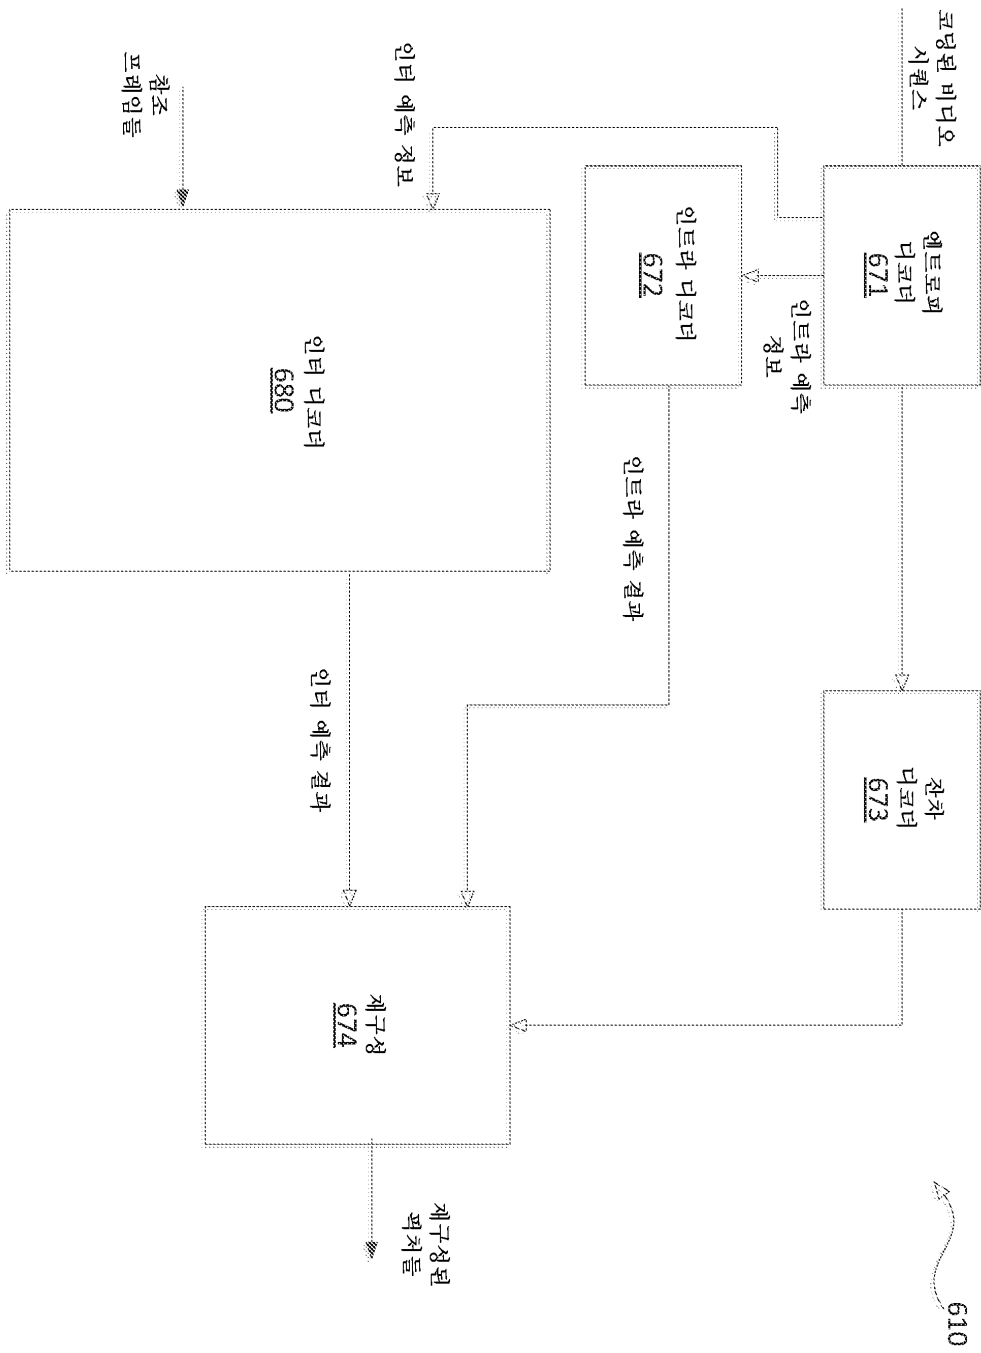 코딩된 비디오
시퀀스
엔트로피
디코더
671
잔차
디코더
673
인트라 예측
정보
인트라 디코더
672
인트라 예측 결과
인터 예측 정보
인터 디코더
680
인터 예측 결과
참조
프레임들
재구성
674
재구성된
픽처들
610